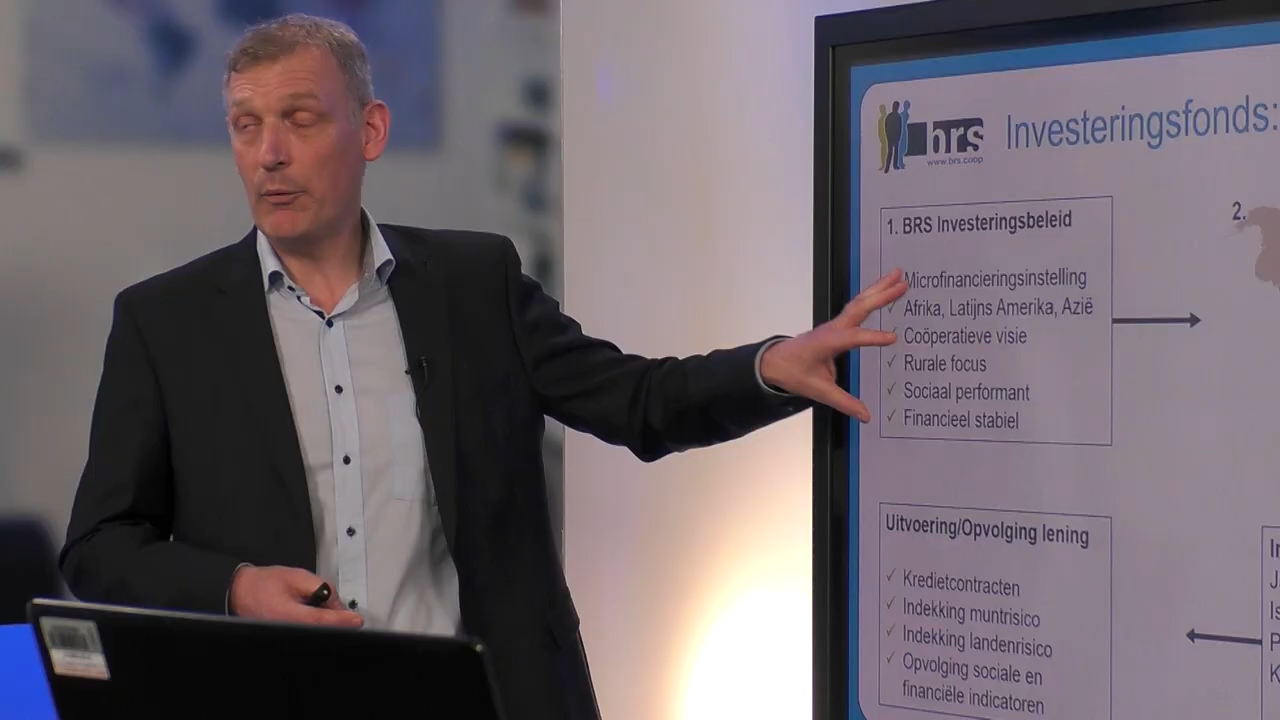 brs
www.brs.coop
Investeringsfonds:
1. BRS Investeringsbeleid
✓ Microfinancieringsinstelling
✓ Afrika, Latijns Amerika, Azië
✓ Coöperatieve visie
✓ Rurale focus
✓ Sociaal performant
✓ Financieel stabiel
2.
Uitvoering/Opvolging lening
✓ Kredietcontracten
✓ Indekking muntrisico
✓ Indekking landenrisico
✓ Opvolging sociale en
financiële indicatoren